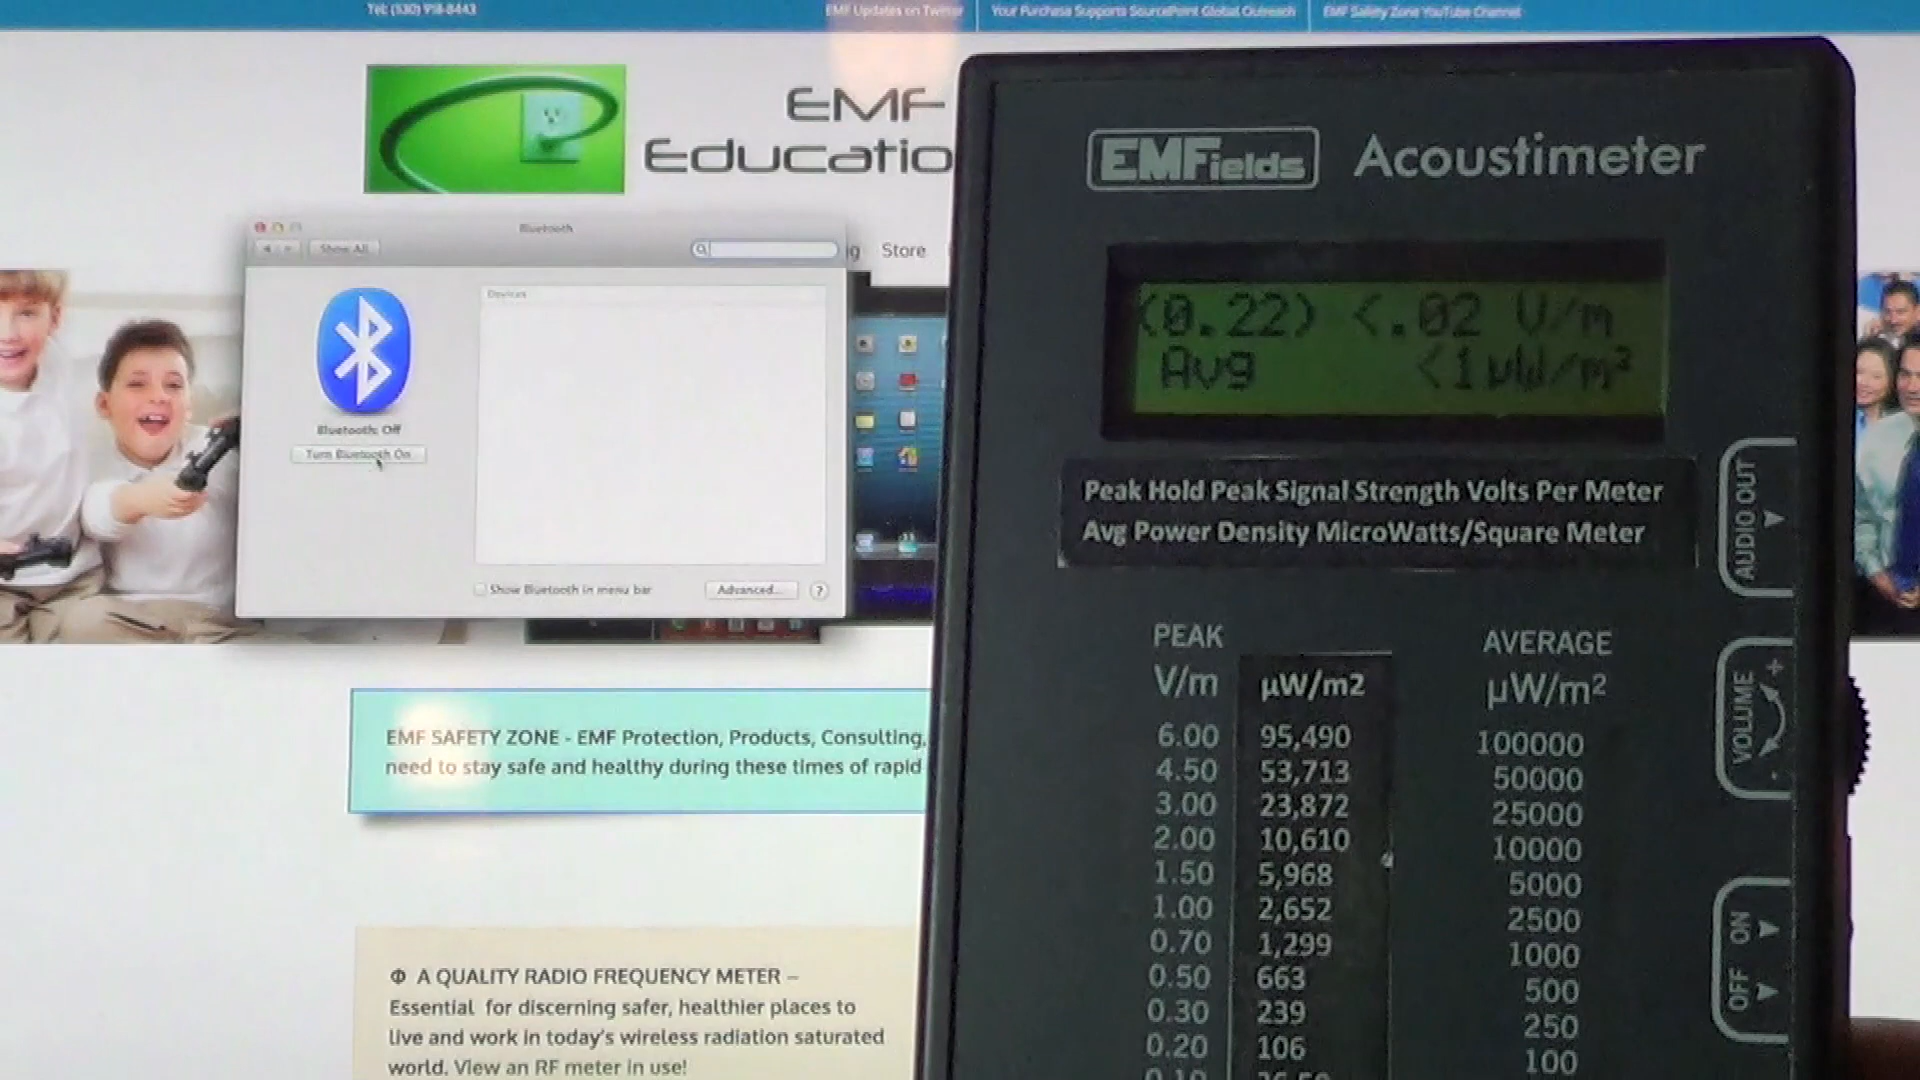 Tel: (530) 918-8443
EMF Updates on Twitter
Your Purchase Supports SourcePoint Global Outreach
EMF Safety Zone YouTube Channel
EMF
Educatio
Store
Bluetooth
Show All
Devices
Bluetooth: Off
Turn Bluetooth On
Show Bluetooth in menu bar
Advanced...
?
EMF SAFETY ZONE - EMF Protection, Products, Consulting,
need to stay safe and healthy during these times of rapid
Φ A QUALITY RADIO FREQUENCY METER –
Essential for discerning safer, healthier places to
live and work in today's wireless radiation saturated
world. View an RF meter in use!
EMFields Acoustimeter
(0.22) <.02 V/m
Avg <1µW/m²
Peak Hold Peak Signal Strength Volts Per Meter
Avg Power Density MicroWatts/Square Meter
AUDIO OUT
VOLUME
+
-
OFF ON
PEAK AVERAGE
V/m µW/m2 µW/m2
6.00 95,490 100000
4.50 53,713 50000
3.00 23,872 25000
2.00 10,610 10000
1.50 5,968 5000
1.00 2,652 2500
0.70 1,299 1000
0.50 663 500
0.30 239 250
0.20 106 100